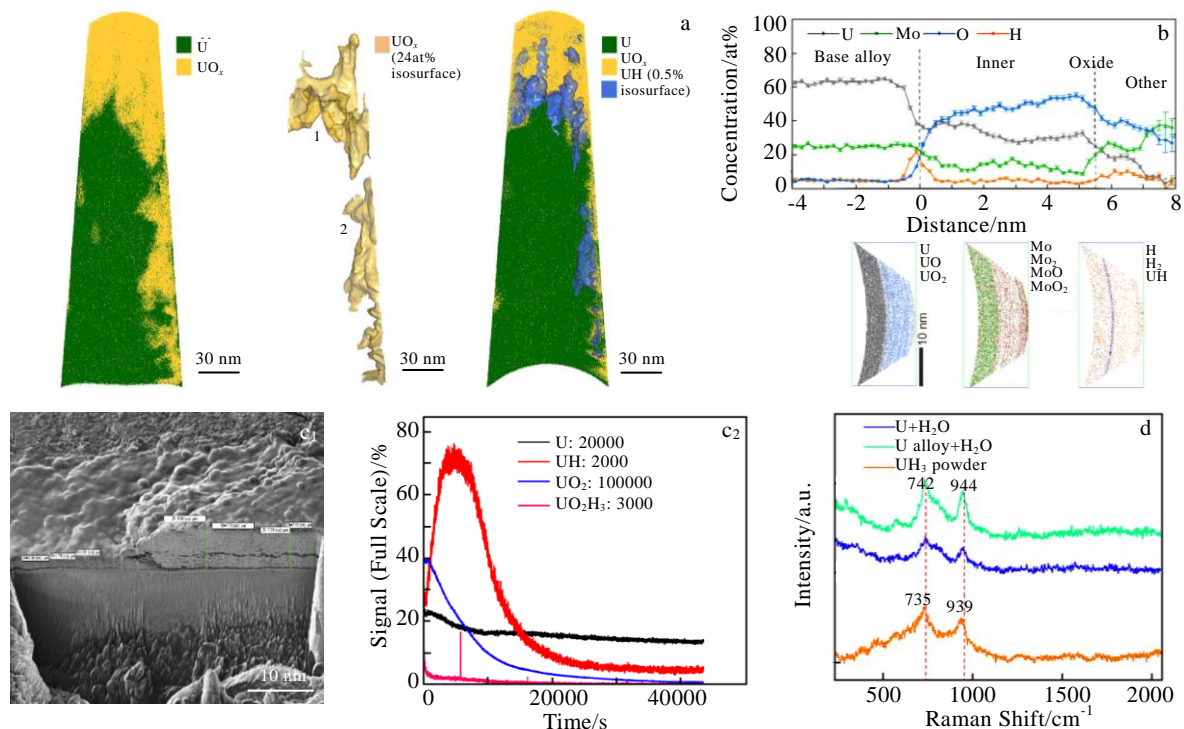 a
U
UOₓ
UOₓ
(24at%
isosurface)
1
2
U
UOₓ
UH (0.5%
isosurface)
30 nm
30 nm
30 nm
b
U Mo O H
Base alloy
Inner
Oxide
Other
Concentration/at%
100
80
60
40
20
0
-4 -2 0 2 4 6 8
Distance/nm
U
UO
UO₂
Mo
Mo₂
MoO
MoO₂
H
H₂
UH
10 nm
c₁
10 nm
c₂
U: 20000
UH: 2000
UO₂: 100000
UO₂H₃: 3000
Signal (Full Scale)/%
80
60
40
20
0
0 20000 40000
Time/s
d
U+H₂O
U alloy+H₂O
UH₃ powder
742 944
735 939
Intensity/a.u.
500 1000 1500 2000
Raman Shift/cm⁻¹